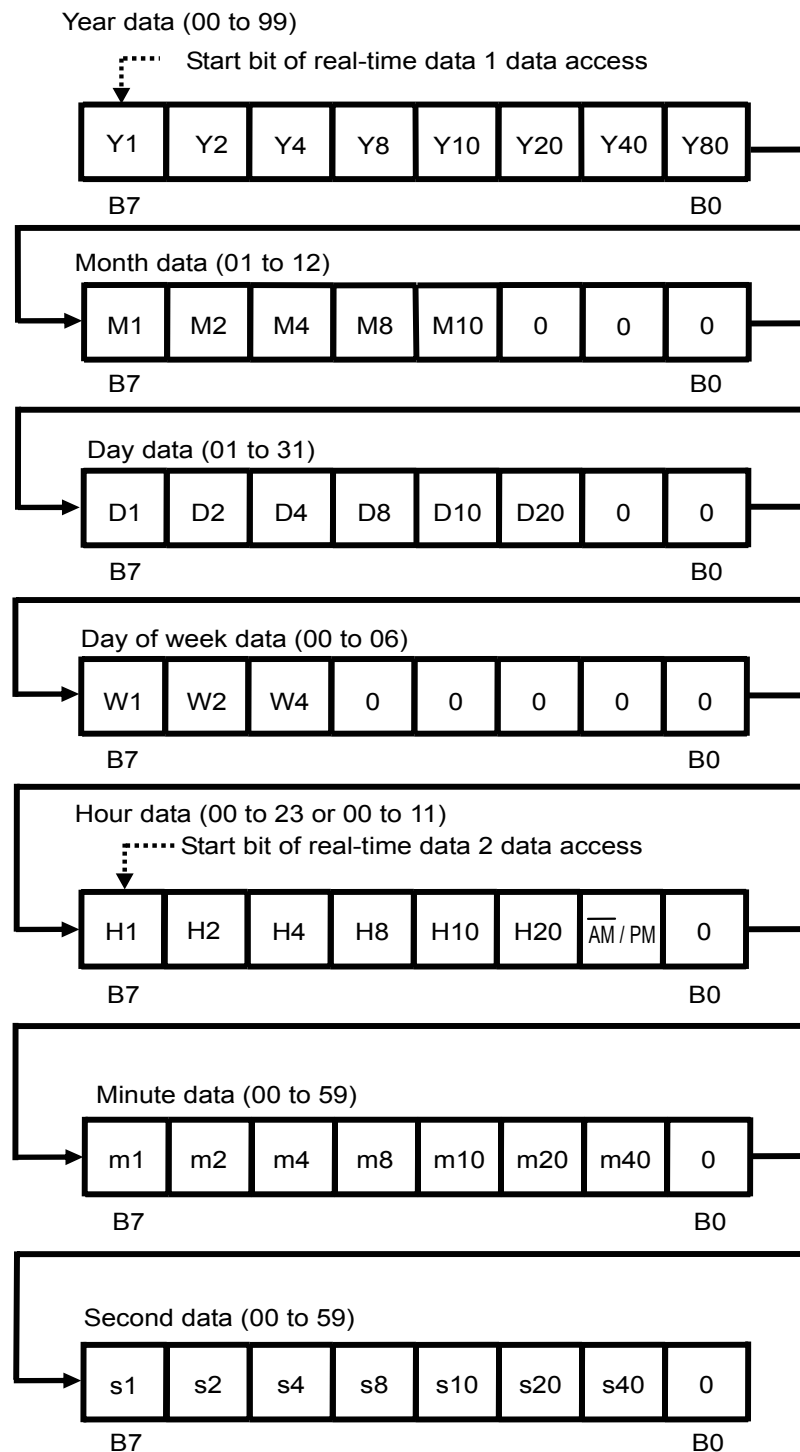 Year data (00 to 99)
Start bit of real-time data 1 data access
Y1 Y2 Y4 Y8 Y10 Y20 Y40 Y80
B7 B0
Month data (01 to 12)
M1 M2 M4 M8 M10 0 0 0
B7 B0
Day data (01 to 31)
D1 D2 D4 D8 D10 D20 0 0
B7 B0
Day of week data (00 to 06)
W1 W2 W4 0 0 0 0 0
B7 B0
Hour data (00 to 23 or 00 to 11)
Start bit of real-time data 2 data access
H1 H2 H4 H8 H10 H20 A̅M̅ / PM 0
B7 B0
Minute data (00 to 59)
m1 m2 m4 m8 m10 m20 m40 0
B7 B0
Second data (00 to 59)
s1 s2 s4 s8 s10 s20 s40 0
B7 B0